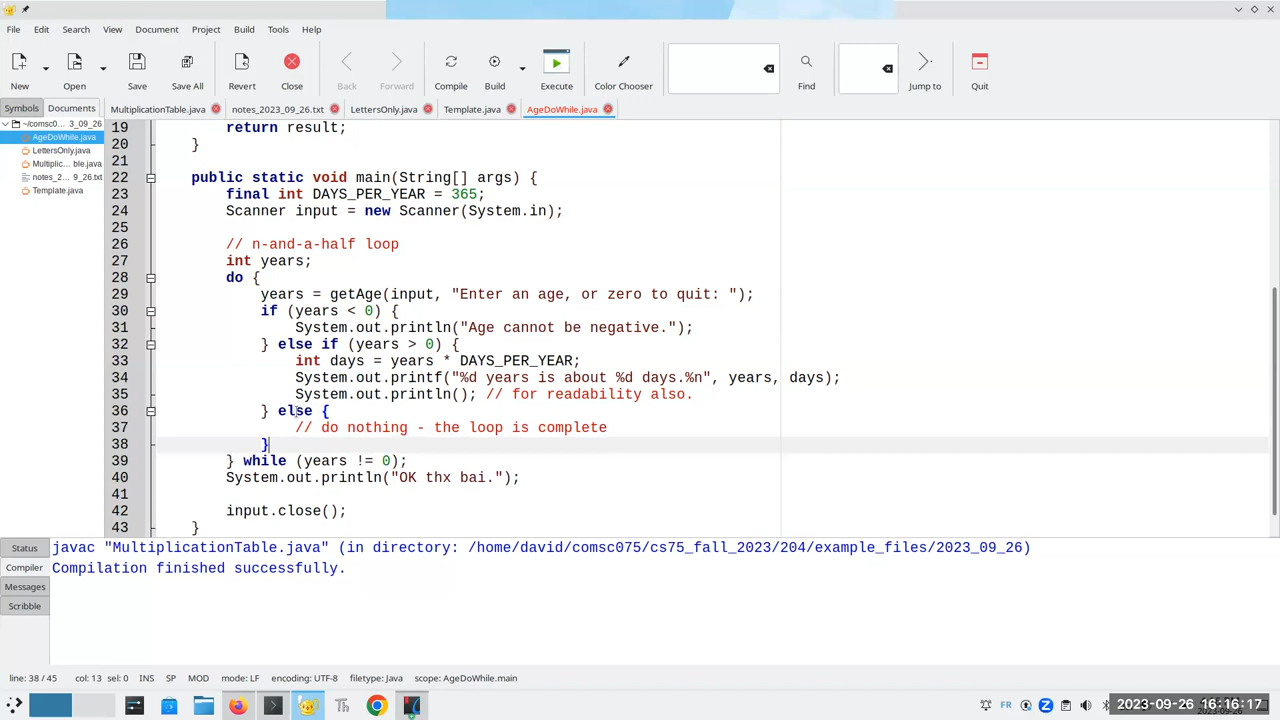 File Edit Search View Document Project Build Tools Help
New Open Save Save All Revert Close Back Forward Compile Build Execute Color Chooser Find Jump to Quit
Symbols Documents MultiplicationTable.java notes_2023_09_26.txt LettersOnly.java Template.java AgeDoWhile.java
~/comsc0... 3_09_26
AgeDoWhile.java
LettersOnly.java
Multiplic... ble.java
notes_2... 9_26.txt
Template.java
19 return result;
20 }
21
22 public static void main(String[] args) {
23 final int DAYS_PER_YEAR = 365;
24 Scanner input = new Scanner(System.in);
25
26 // n-and-a-half loop
27 int years;
28 do {
29 years = getAge(input, "Enter an age, or zero to quit: ");
30 if (years < 0) {
31 System.out.println("Age cannot be negative.");
32 } else if (years > 0) {
33 int days = years * DAYS_PER_YEAR;
34 System.out.printf("%d years is about %d days.%n", years, days);
35 System.out.println(); // for readability also.
36 } else {
37 // do nothing - the loop is complete
38 }
39 } while (years != 0);
40 System.out.println("OK thx bai.");
41
42 input.close();
43 }
Status
Compiler
Messages
Scribble
javac "MultiplicationTable.java" (in directory: /home/david/comsc075/cs75_fall_2023/204/example_files/2023_09_26)
Compilation finished successfully.
line: 38 / 45 col: 13 sel: 0 INS SP MOD mode: LF encoding: UTF-8 filetype: Java scope: AgeDoWhile.main
Th FR 2023-09-26 16:16:17